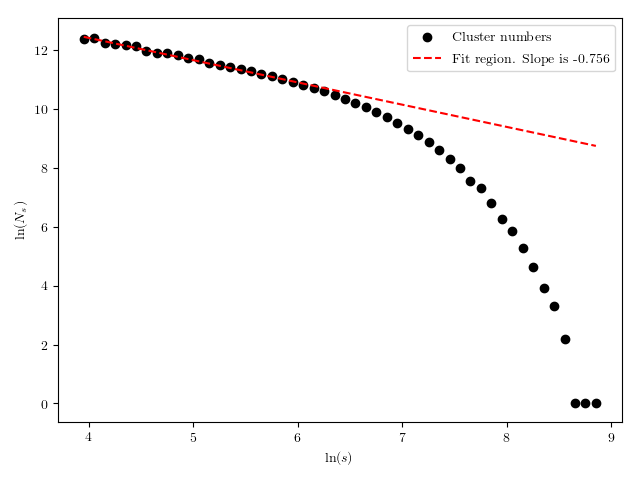 12
10
8
6
4
2
0
ln(N_s)
Cluster numbers
Fit region. Slope is -0.756
4 5 6 7 8 9
ln(s)